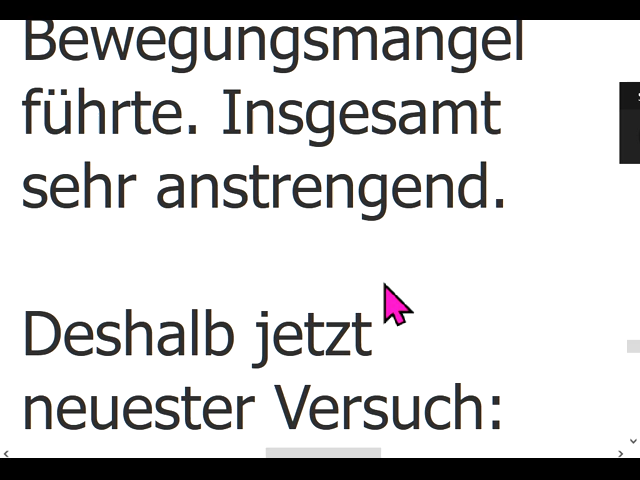 Bewegungsmangel
führte. Insgesamt
sehr anstrengend.
Deshalb jetzt
neuester Versuch: